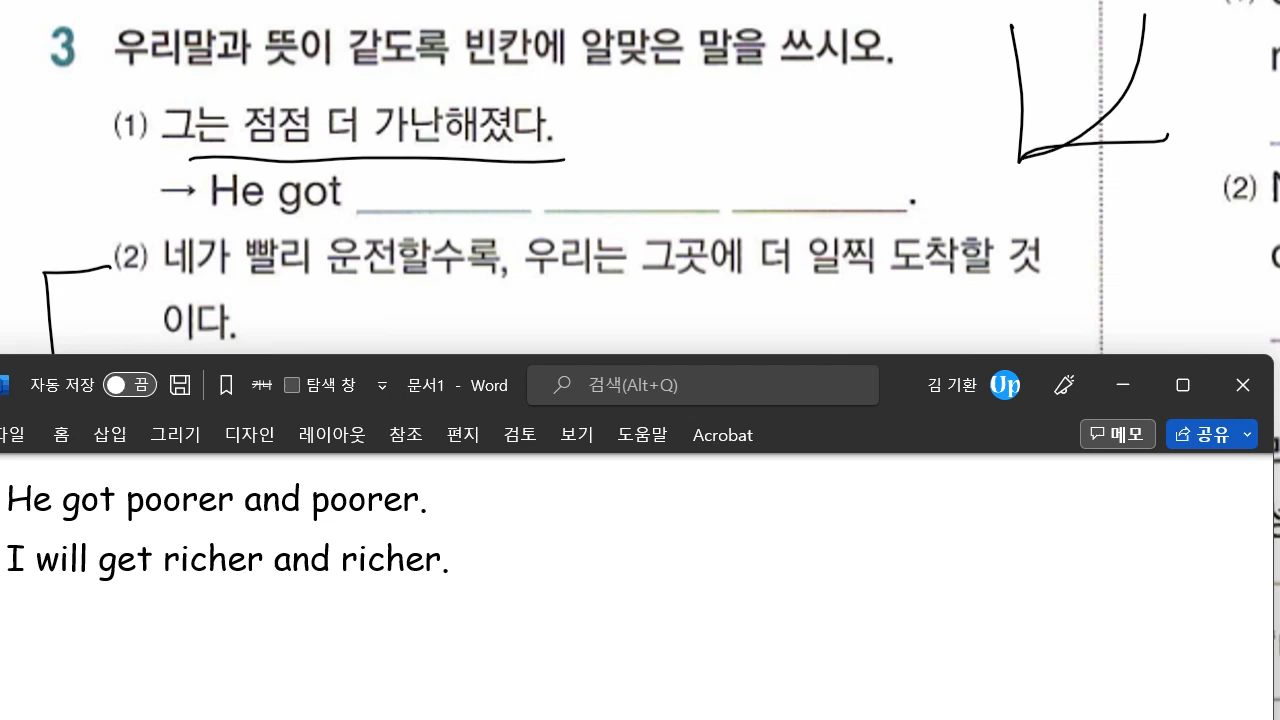 3 우리말과 뜻이 같도록 빈칸에 알맞은 말을 쓰시오.
(1) 그는 점점 더 가난해졌다.
→ He got ______ ______ ______.
(2) 네가 빨리 운전할수록, 우리는 그곳에 더 일찍 도착할 것
이다.
(2)
자동 저장 끔 가나 탐색 창 문서1 - Word 검색(Alt+Q) 김 기환 Up
파일 홈 삽입 그리기 디자인 레이아웃 참조 편지 검토 보기 도움말 Acrobat 메모 공유
He got poorer and poorer.
I will get richer and richer.